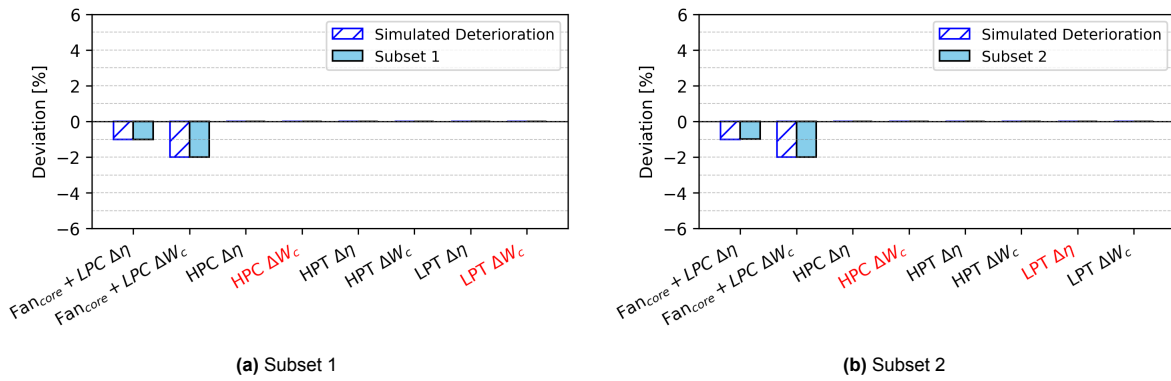 6
4
2
0
−2
−4
−6
Deviation [%]
Simulated Deterioration
Subset 1
Fan_core + LPC Δη
Fan_core + LPC ΔW_c
HPC Δη
HPC ΔW_c
HPT Δη
HPT ΔW_c
LPT Δη
LPT ΔW_c
(a) Subset 1
6
4
2
0
−2
−4
−6
Deviation [%]
Simulated Deterioration
Subset 2
Fan_core + LPC Δη
Fan_core + LPC ΔW_c
HPC Δη
HPC ΔW_c
HPT Δη
HPT ΔW_c
LPT Δη
LPT ΔW_c
(b) Subset 2